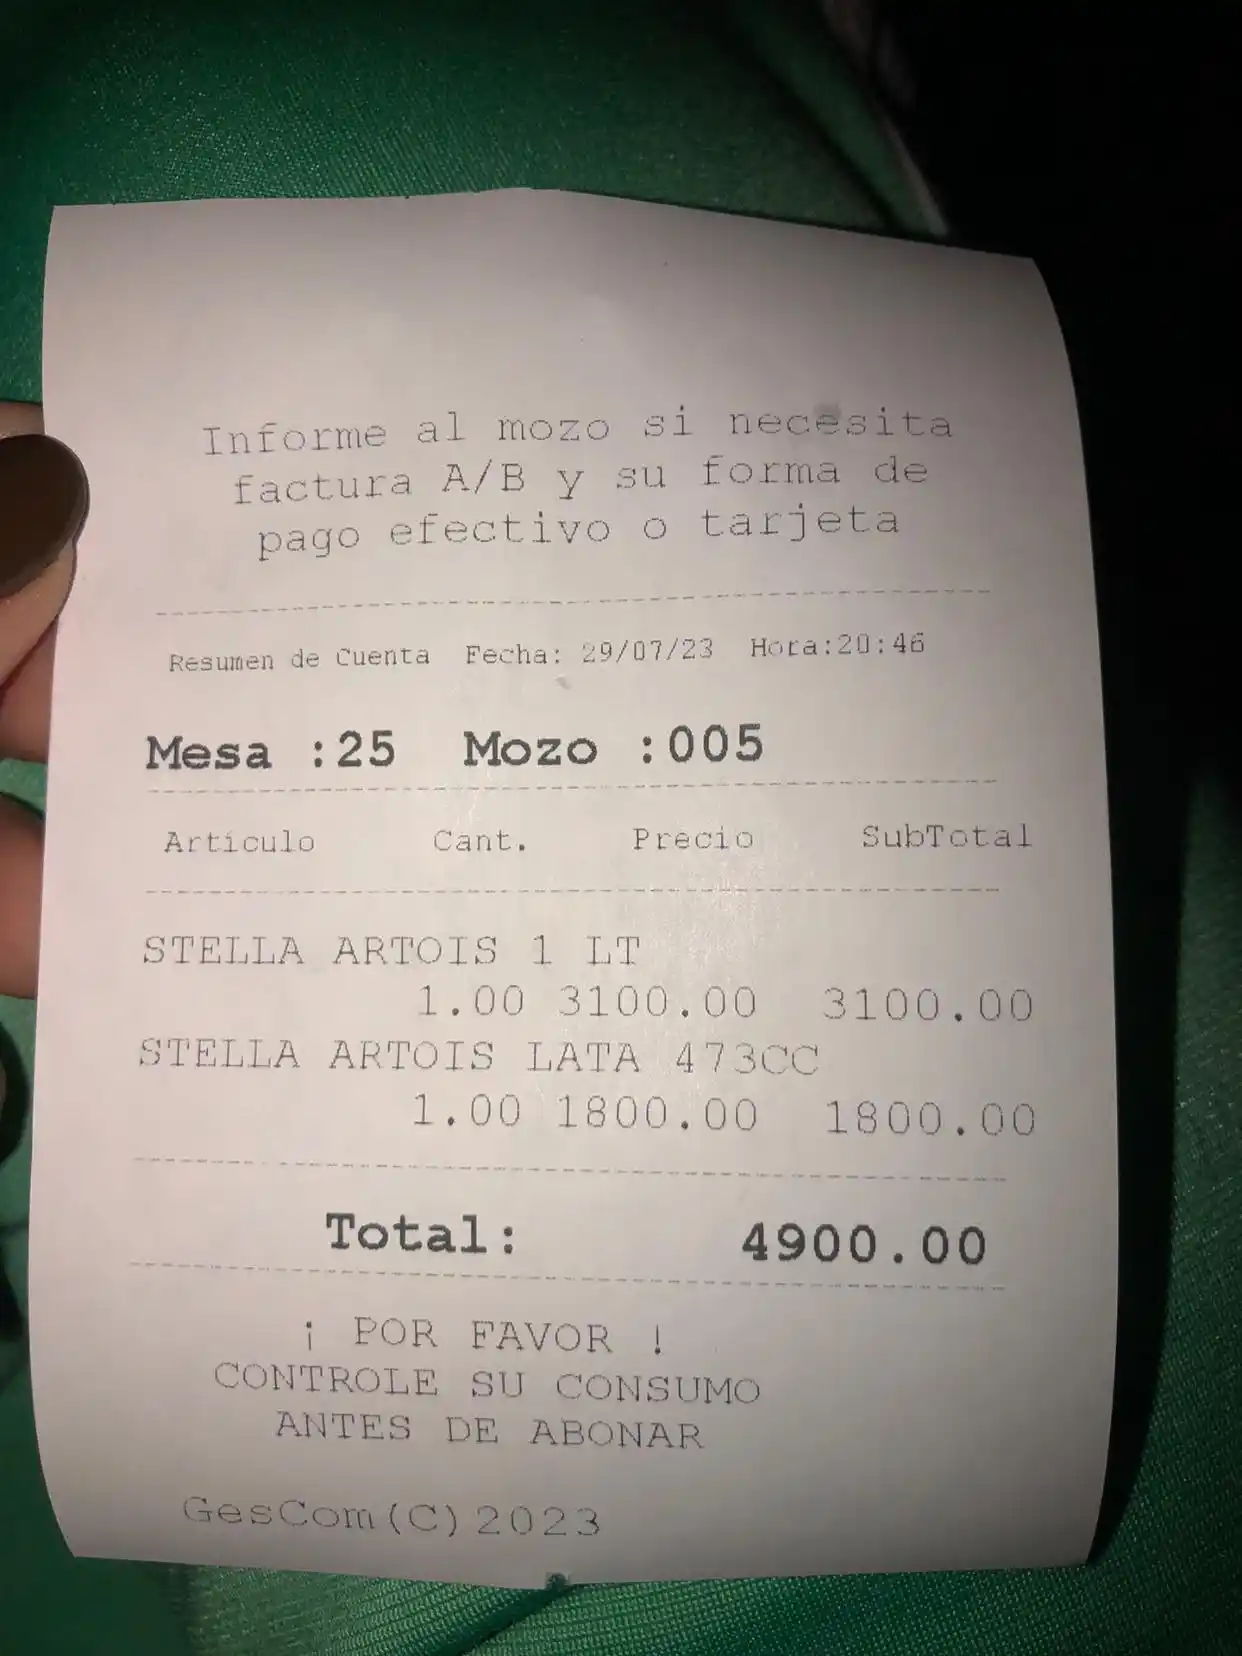 Informe al mozo si necesita
factura A/B y su forma de
pago efectivo o tarjeta
Resumen de Cuenta Fecha: 29/07/23 Hora:20:46
Mesa :25 Mozo :005
Artículo Cant. Precio SubTotal
STELLA ARTOIS 1 LT
1.00 3100.00 3100.00
STELLA ARTOIS LATA 473CC
1.00 1800.00 1800.00
Total: 4900.00
¡ POR FAVOR !
CONTROLE SU CONSUMO
ANTES DE ABONAR
GesCom(C)2023